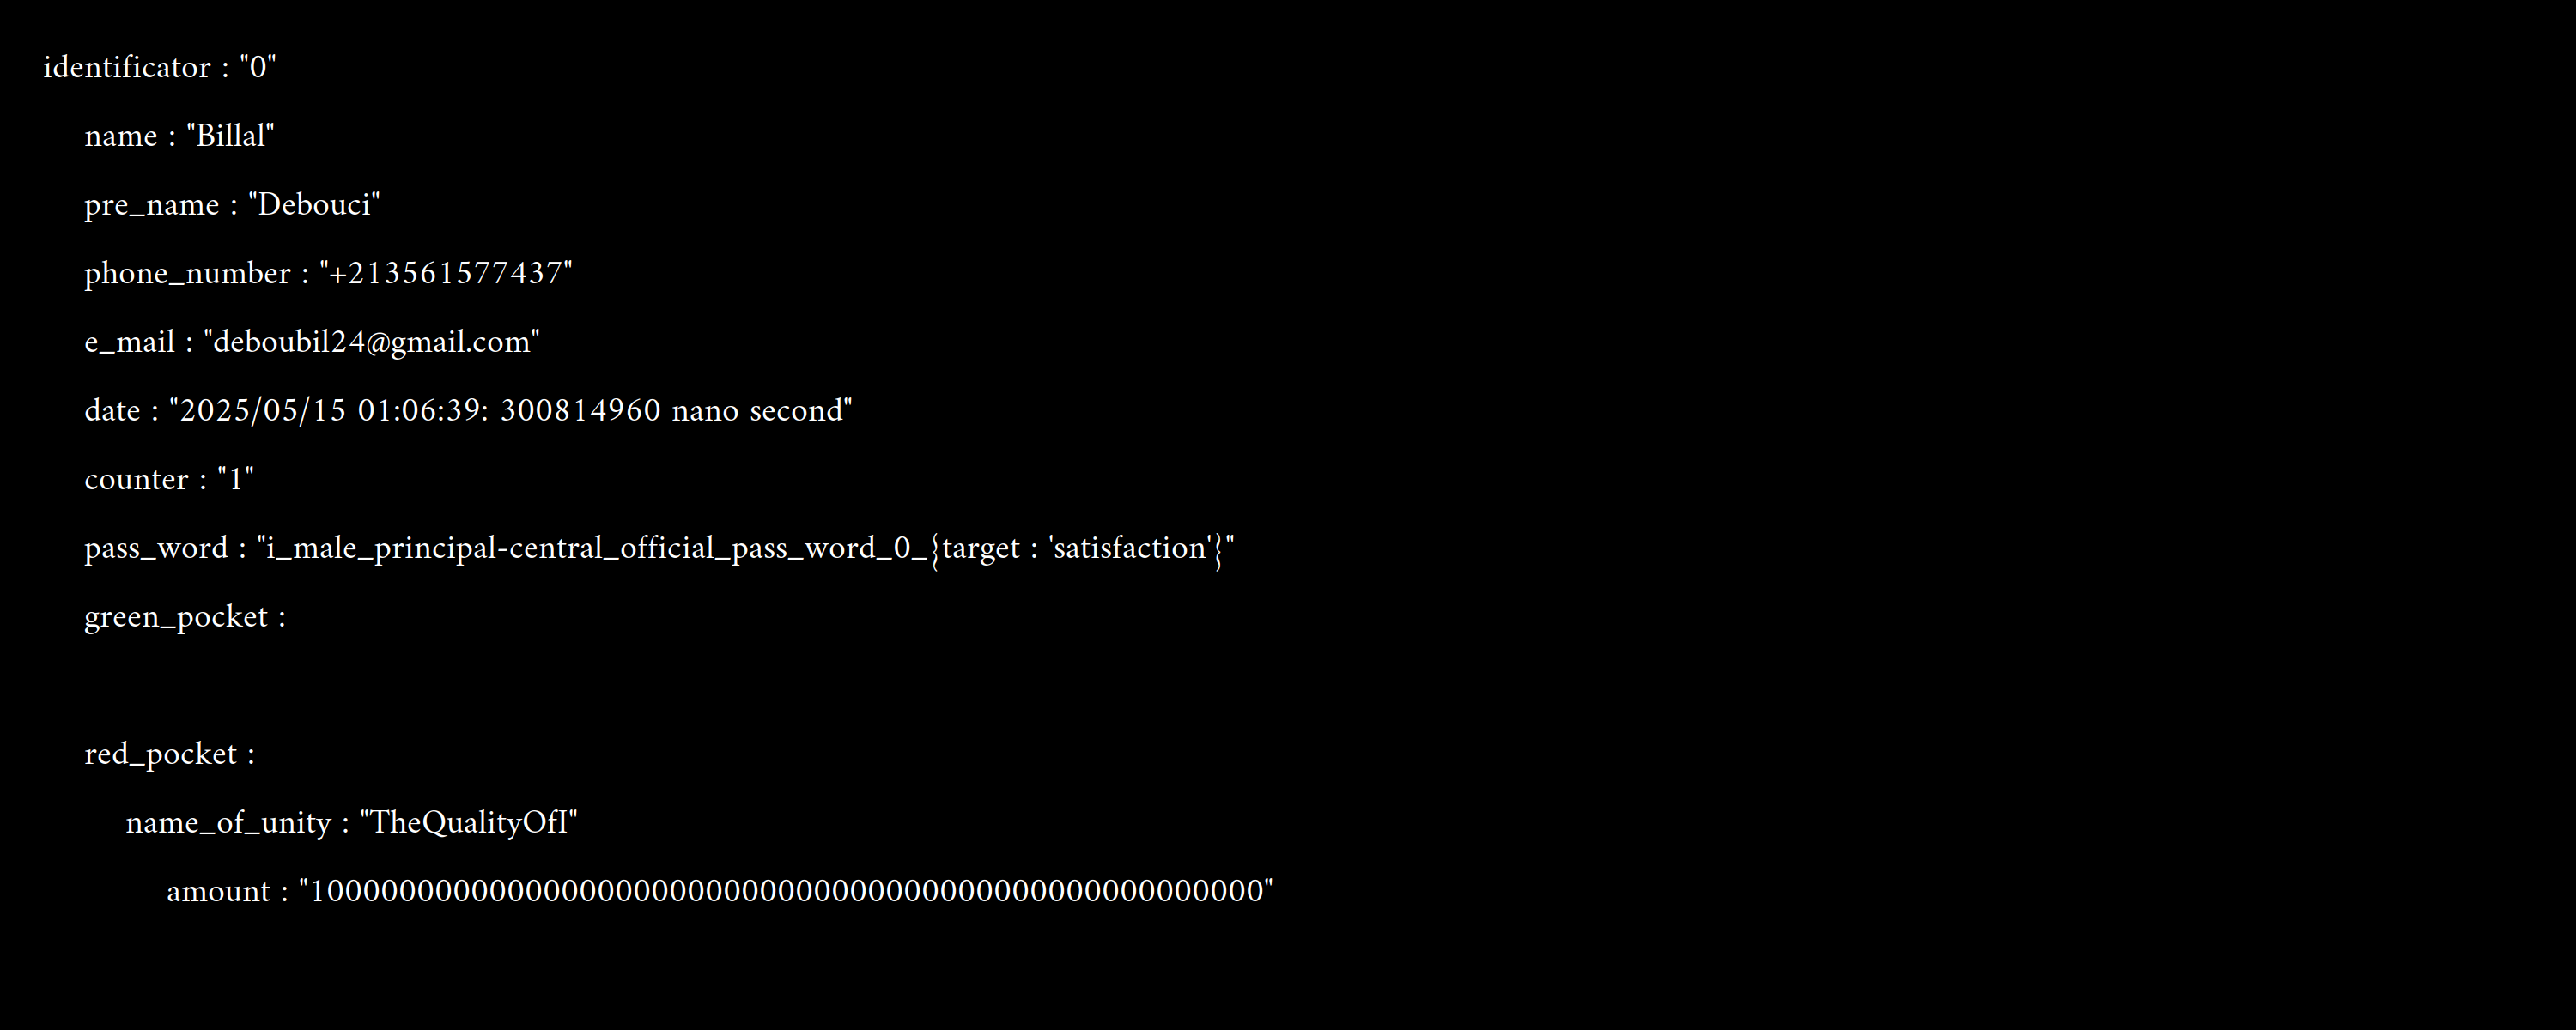 identificator : "0"
name : "Billal"
pre_name : "Debouci"
phone_number : "+213561577437"
e_mail : "deboubil24@gmail.com"
date : "2025/05/15 01:06:39: 300814960 nano second"
counter : "1"
pass_word : "i_male_principal-central_official_pass_word_0_{target : 'satisfaction'}"
green_pocket :
red_pocket :
name_of_unity : "TheQualityOfI"
amount : "10000000000000000000000000000000000000000000000000000"